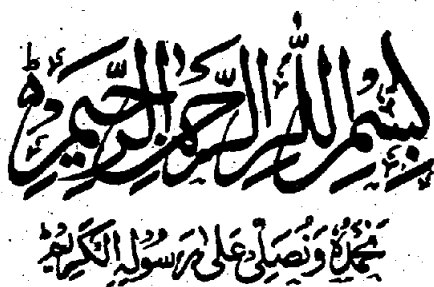 بِسْمِ اللّٰهِ الرَّحْمٰنِ الرَّحِيْمِ ط
نَحْمَدُهٗ وَنُصَلِّیْ عَلٰی رَسُوْلِهِ الْكَرِيْمِ ط